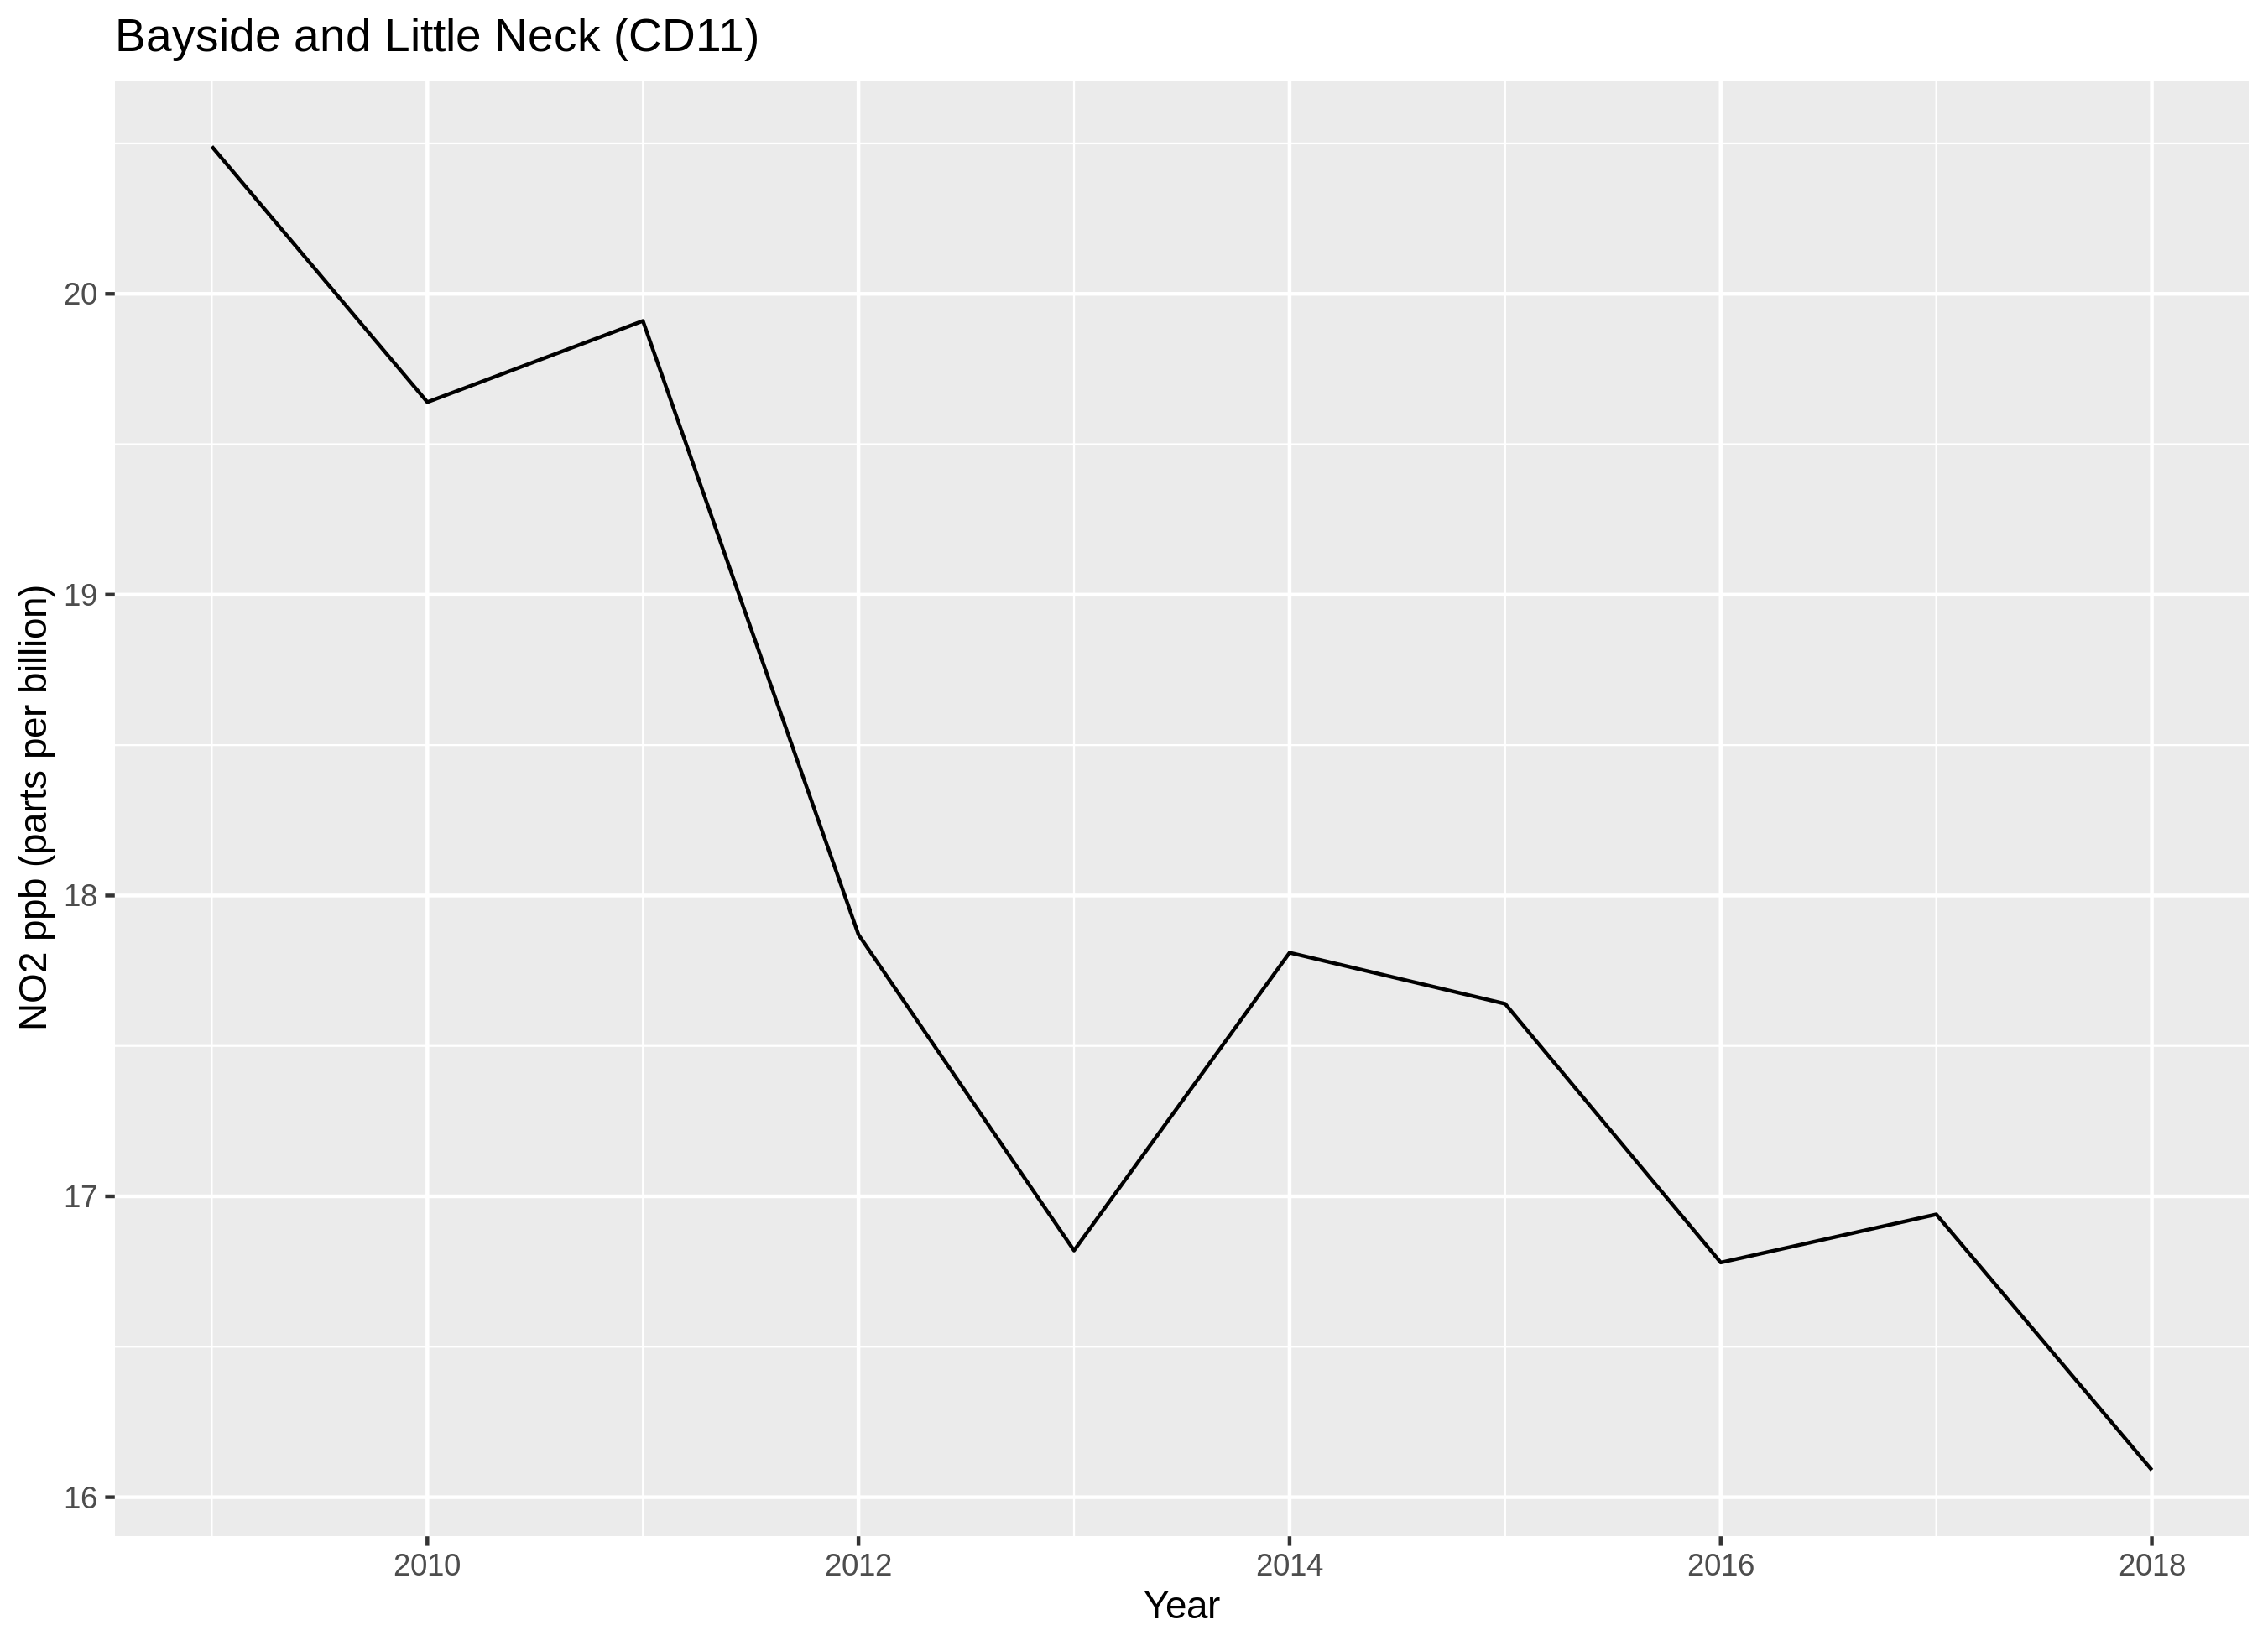 Bayside and Little Neck (CD11)
NO2 ppb (parts per billion)
20
19
18
17
16
2010 2012 2014 2016 2018
Year